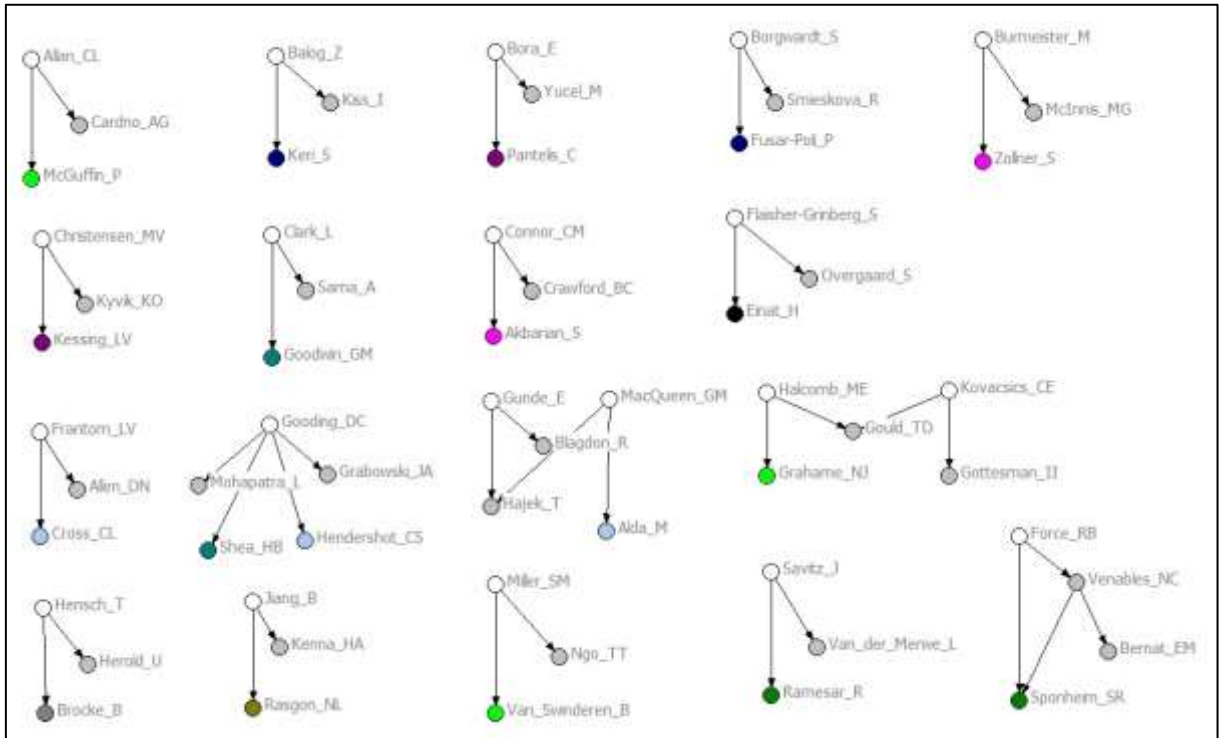 Allan_CL
Cardno_AG
McGuffin_P
Balog_Z
Kiss_I
Keri_S
Bora_E
Yucel_M
Pantelis_C
Borgwardt_S
Smieskova_R
Fusar-Poli_P
Burmeister_M
McInnis_MG
Zollner_S
Christensen_MV
Kyvik_KO
Kessing_LV
Clark_L
Sarna_A
Goodwin_GM
Connor_CM
Crawford_BC
Akbarian_S
Flaisher-Grinberg_S
Overgaard_S
Einat_H
Frantom_LV
Allen_DN
Cross_CL
Gooding_DC
Mohapatra_L
Grabowski_JA
Shea_HB
Hendershot_CS
Gunde_E
MacQueen_GM
Blagdon_R
Hajek_T
Alda_M
Halcomb_ME
Kovacsics_CE
Gould_TD
Grahame_NJ
Gottesman_II
Hensch_T
Herold_U
Brocke_B
Jiang_B
Kenna_HA
Rasgon_NL
Miller_SM
Ngo_TT
Van_Swinderen_B
Savitz_J
Van_der_Merwe_L
Ramesar_R
Force_RB
Venables_NC
Bernat_EM
Sponheim_SR